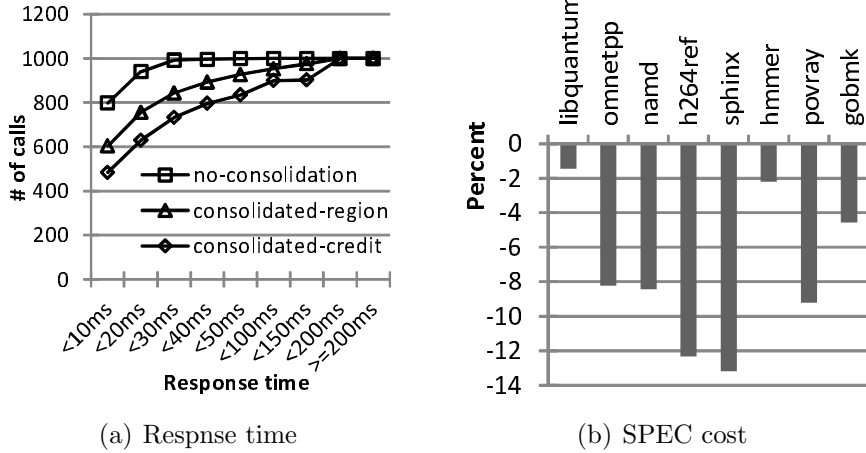 1200
1000
800
600
400
200
0
# of calls
no-consolidation
consolidated-region
consolidated-credit
<10ms
<20ms
<30ms
<40ms
<50ms
<100ms
<150ms
<200ms
>=200ms
Response time
(a) Respnse time
libquantum
omnetpp
namd
h264ref
sphinx
hmmer
povray
gobmk
Percent
0
-2
-4
-6
-8
-10
-12
-14
(b) SPEC cost